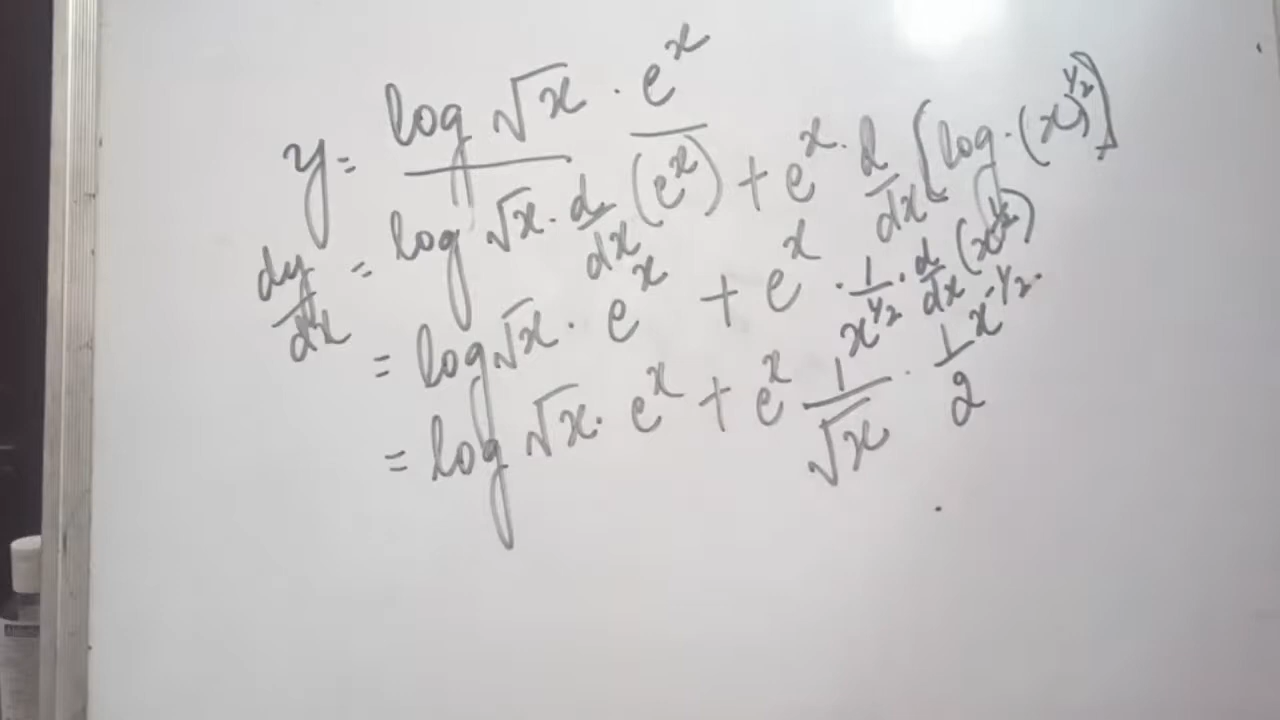 y = log √x · e^x
dy/dx = log √x · d/dx (e^x) + e^x · d/dx [log · (x)^1/2]
= log √x · e^x + e^x · 1/x^1/2 · d/dx (x^1/2)
= log √x · e^x + e^x 1/√x · 1/2 x^-1/2 ·